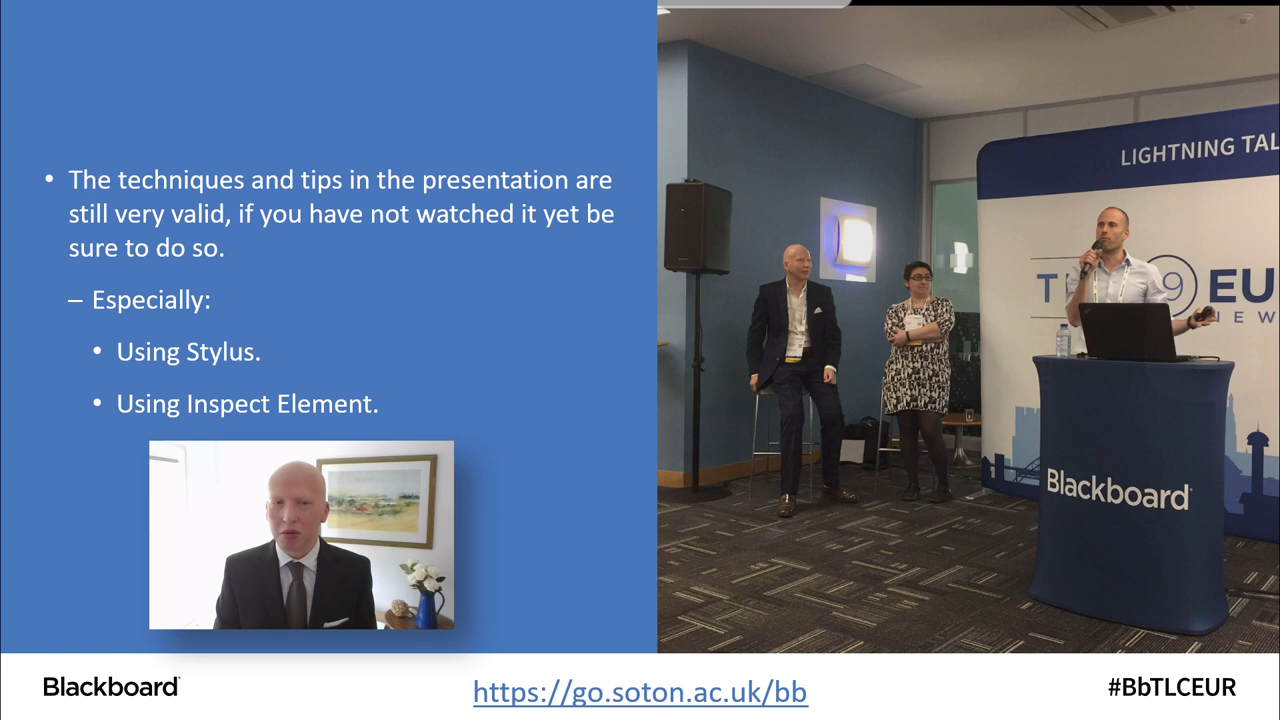 • The techniques and tips in the presentation are
still very valid, if you have not watched it yet be
sure to do so.
– Especially:
• Using Stylus.
• Using Inspect Element.
LIGHTNING TAL
9 EU
Blackboard
Blackboard
https://go.soton.ac.uk/bb
#BbTLCEUR